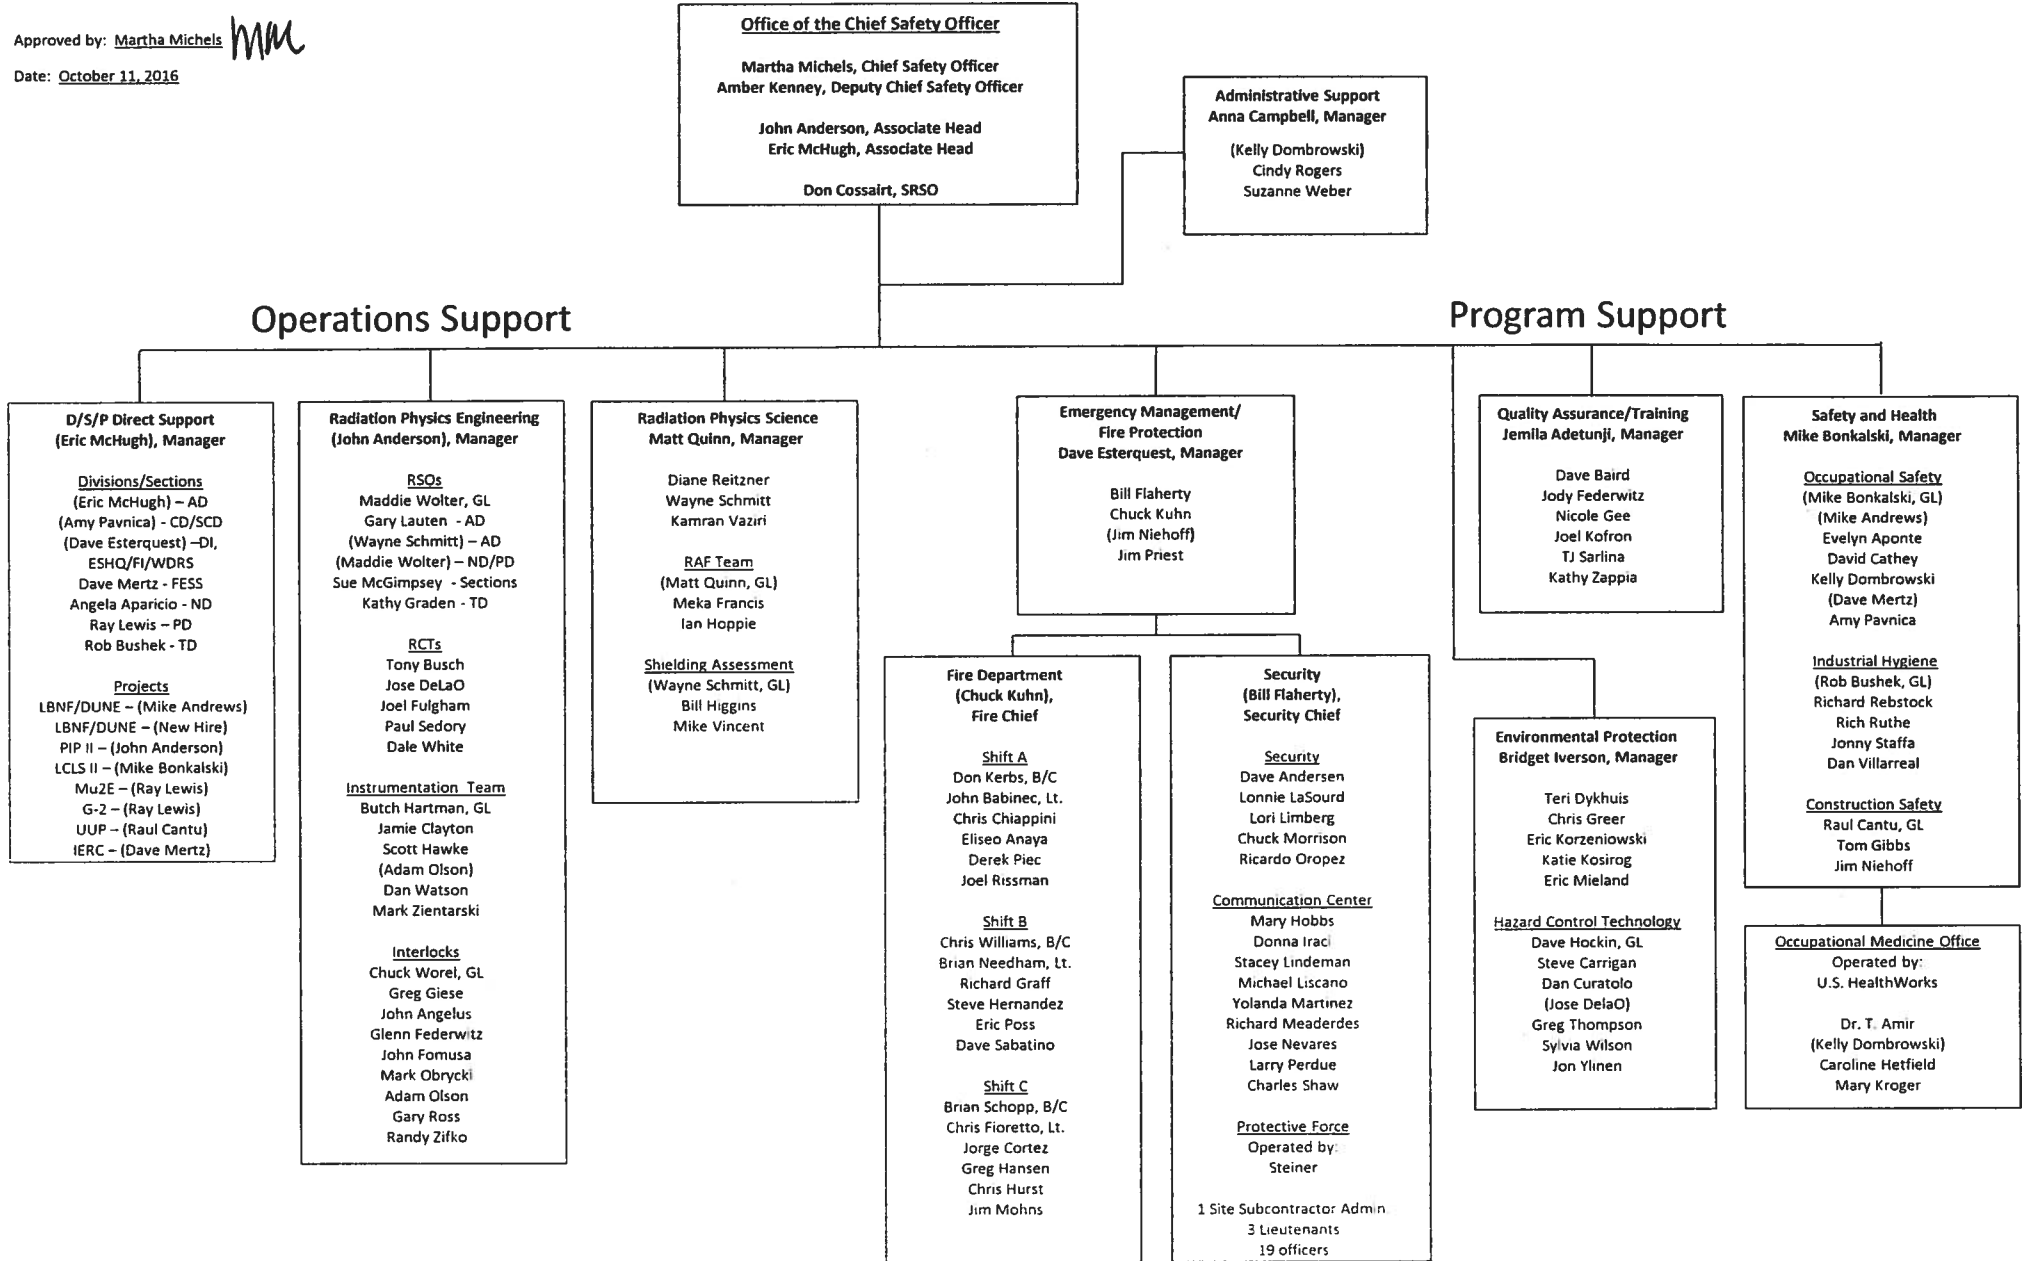 Approved by: Martha Michels MM
Date: October 11, 2016
Office of the Chief Safety Officer
Martha Michels, Chief Safety Officer
Amber Kenney, Deputy Chief Safety Officer
John Anderson, Associate Head
Eric McHugh, Associate Head
Don Cossairt, SRSO
Administrative Support
Anna Campbell, Manager
(Kelly Dombrowski)
Cindy Rogers
Suzanne Weber
Operations Support
Program Support
D/S/P Direct Support
(Eric McHugh), Manager
Divisions/Sections
(Eric McHugh) – AD
(Amy Pavnica) - CD/SCD
(Dave Esterquest) –DI,
ESHQ/FI/WDRS
Dave Mertz - FESS
Angela Aparicio - ND
Ray Lewis – PD
Rob Bushek - TD
Projects
LBNF/DUNE – (Mike Andrews)
LBNF/DUNE – (New Hire)
PIP II – (John Anderson)
LCLS II – (Mike Bonkalski)
Mu2E – (Ray Lewis)
G-2 – (Ray Lewis)
UUP – (Raul Cantu)
IERC – (Dave Mertz)
Radiation Physics Engineering
(John Anderson), Manager
RSOs
Maddie Wolter, GL
Gary Lauten - AD
(Wayne Schmitt) – AD
(Maddie Wolter) – ND/PD
Sue McGimpsey - Sections
Kathy Graden - TD
RCTs
Tony Busch
Jose DeLaO
Joel Fulgham
Paul Sedory
Dale White
Instrumentation Team
Butch Hartman, GL
Jamie Clayton
Scott Hawke
(Adam Olson)
Dan Watson
Mark Zientarski
Interlocks
Chuck Worel, GL
Greg Giese
John Angelus
Glenn Federwitz
John Fomusa
Mark Obrycki
Adam Olson
Gary Ross
Randy Zifko
Radiation Physics Science
Matt Quinn, Manager
Diane Reitzner
Wayne Schmitt
Kamran Vaziri
RAF Team
(Matt Quinn, GL)
Meka Francis
Ian Hoppie
Shielding Assessment
(Wayne Schmitt, GL)
Bill Higgins
Mike Vincent
Emergency Management/
Fire Protection
Dave Esterquest, Manager
Bill Flaherty
Chuck Kuhn
(Jim Niehoff)
Jim Priest
Fire Department
(Chuck Kuhn),
Fire Chief
Shift A
Don Kerbs, B/C
John Babinec, Lt.
Chris Chiappini
Eliseo Anaya
Derek Piec
Joel Rissman
Shift B
Chris Williams, B/C
Brian Needham, Lt.
Richard Graff
Steve Hernandez
Eric Poss
Dave Sabatino
Shift C
Brian Schopp, B/C
Chris Fioretto, Lt.
Jorge Cortez
Greg Hansen
Chris Hurst
Jim Mohns
Security
(Bill Flaherty),
Security Chief
Security
Dave Andersen
Lonnie LaSourd
Lori Limberg
Chuck Morrison
Ricardo Oropez
Communication Center
Mary Hobbs
Donna Iraci
Stacey Lindeman
Michael Liscano
Yolanda Martinez
Richard Meaderdes
Jose Nevares
Larry Perdue
Charles Shaw
Protective Force
Operated by:
Steiner
1 Site Subcontractor Admin
3 Lieutenants
19 officers
Quality Assurance/Training
Jemila Adetunji, Manager
Dave Baird
Jody Federwitz
Nicole Gee
Joel Kofron
TJ Sarlina
Kathy Zappia
Environmental Protection
Bridget Iverson, Manager
Teri Dykhuis
Chris Greer
Eric Korzeniowski
Katie Kosirog
Eric Mieland
Hazard Control Technology
Dave Hockin, GL
Steve Carrigan
Dan Curatolo
(Jose DelaO)
Greg Thompson
Sylvia Wilson
Jon Ylinen
Safety and Health
Mike Bonkalski, Manager
Occupational Safety
(Mike Bonkalski, GL)
(Mike Andrews)
Evelyn Aponte
David Cathey
Kelly Dombrowski
(Dave Mertz)
Amy Pavnica
Industrial Hygiene
(Rob Bushek, GL)
Richard Rebstock
Rich Ruthe
Jonny Staffa
Dan Villarreal
Construction Safety
Raul Cantu, GL
Tom Gibbs
Jim Niehoff
Occupational Medicine Office
Operated by:
U.S. HealthWorks
Dr. T. Amir
(Kelly Dombrowski)
Caroline Hetfield
Mary Kroger